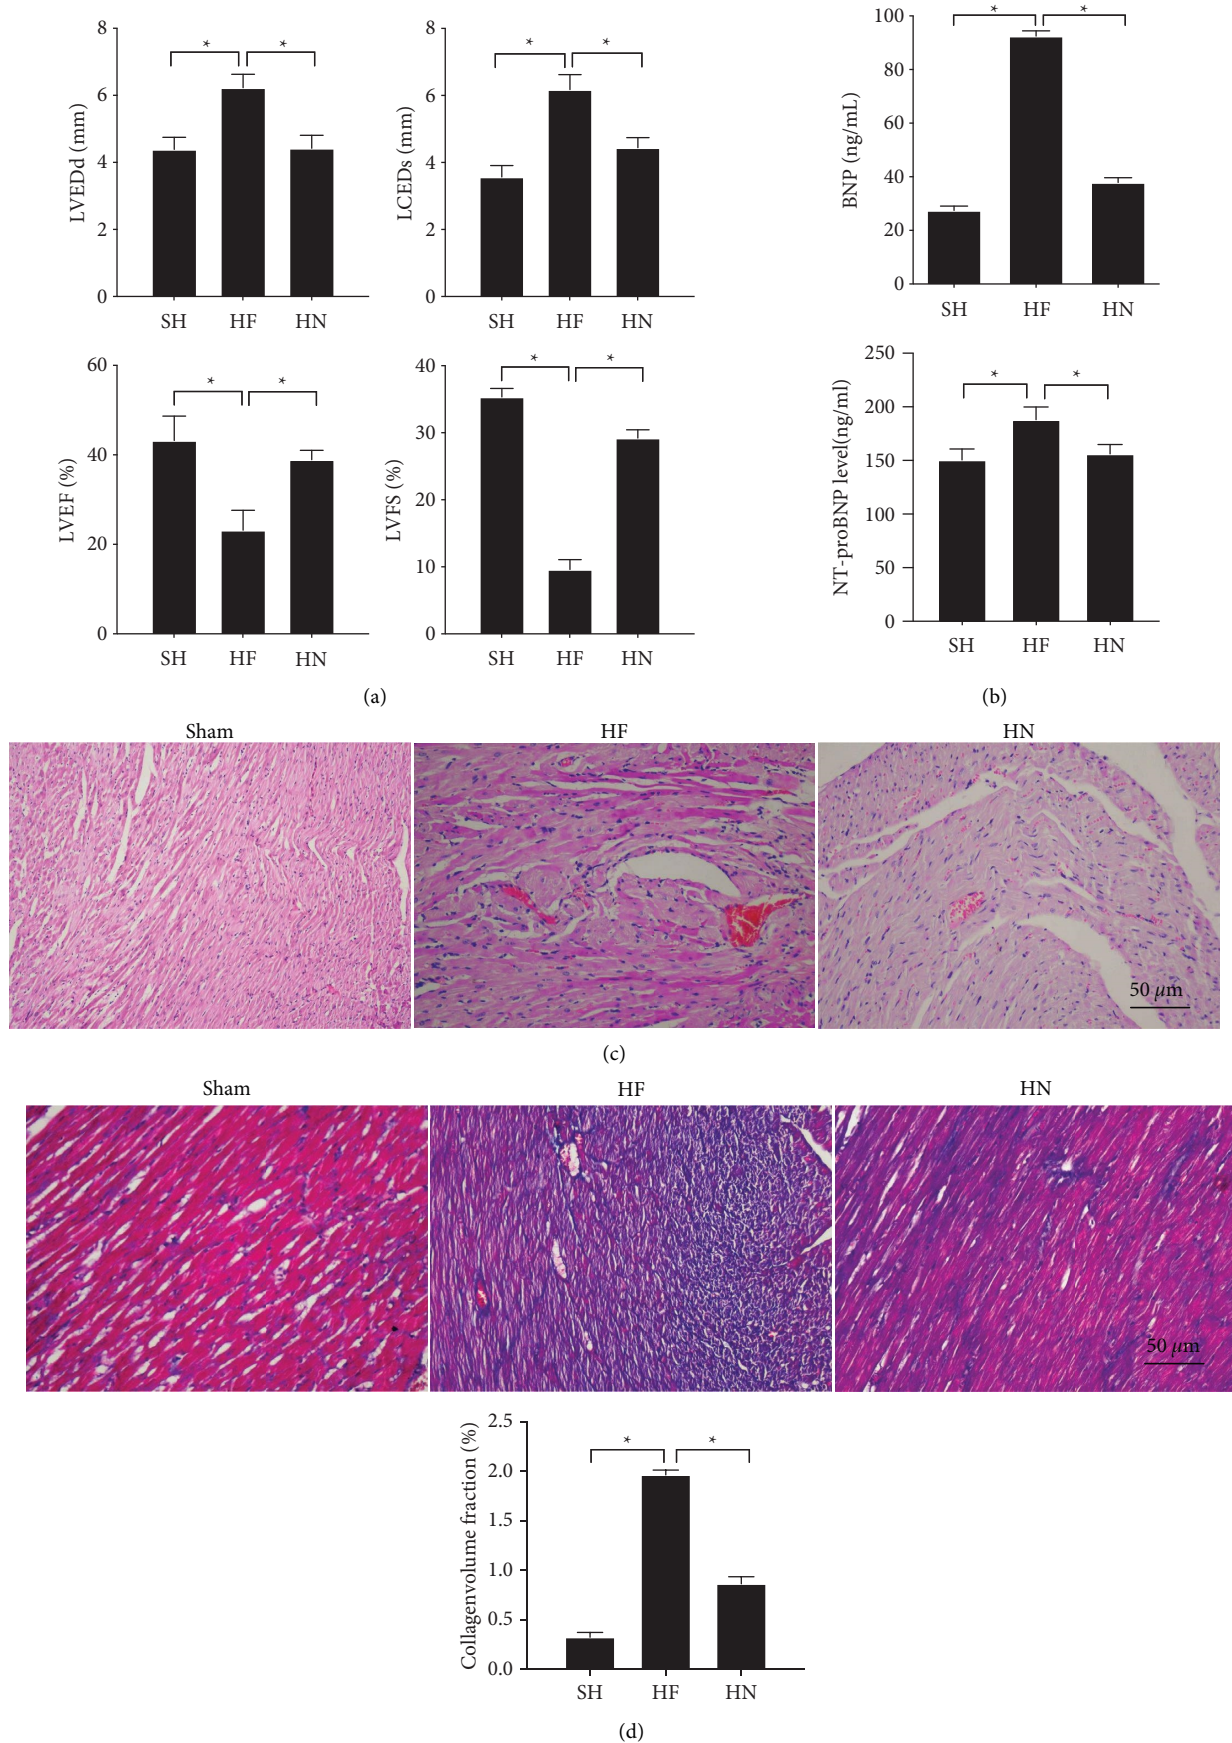 8
6
4
2
0
LVEDd (mm)
*
*
SH HF HN
8
6
4
2
0
LCEDs (mm)
*
*
SH HF HN
100
80
60
40
20
0
BNP (ng/mL)
*
*
SH HF HN
60
40
20
0
LVEF (%)
*
*
SH HF HN
40
30
20
10
0
LVFS (%)
*
*
SH HF HN
(a)
250
200
150
100
50
0
NT-proBNP level(ng/ml)
*
*
SH HF HN
(b)
Sham HF HN
50 μm
(c)
Sham HF HN
50 μm
2.5
2.0
1.5
1.0
0.5
0.0
Collagenvolume fraction (%)
*
*
SH HF HN
(d)